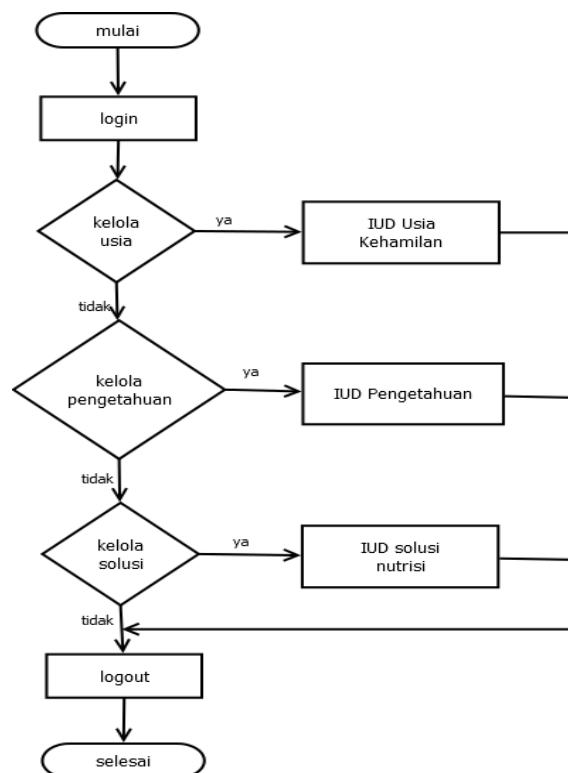 mulai
login
kelola
usia
ya
IUD Usia
Kehamilan
tidak
kelola
pengetahuan
ya
IUD Pengetahuan
tidak
kelola
solusi
ya
IUD solusi
nutrisi
tidak
logout
selesai